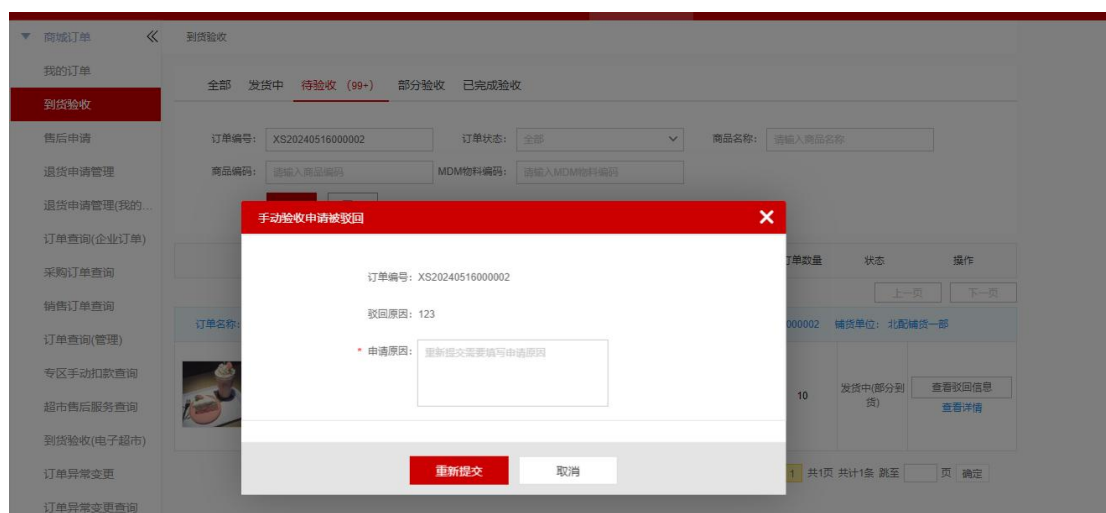 商城订单
到货验收
我的订单
到货验收
售后申请
退货申请管理
退货申请管理(我的...
订单查询(企业订单)
采购订单查询
销售订单查询
订单查询(管理)
专区手动扣款查询
超市售后服务查询
到货验收(电子超市)
订单异常变更
订单异常变更查询
全部 发货中 待验收 (99+) 部分验收 已完成验收
订单编号: XS20240516000002 订单状态: 全部 商品名称: 请输入商品名称
商品编码: 请输入商品编码 MDM物料编码: 请输入MDM物料编码
手动验收申请被驳回
订单编号: XS20240516000002
驳回原因: 123
* 申请原因: 重新提交需要填写申请原因
重新提交 取消
订单数量 状态 操作
上一页 下一页
订单名称: 000002 铺货单位: 北配铺货一部
10 发货中(部分到货) 查看驳回信息
查看详情
1 共1页 共计1条 跳至 页 确定